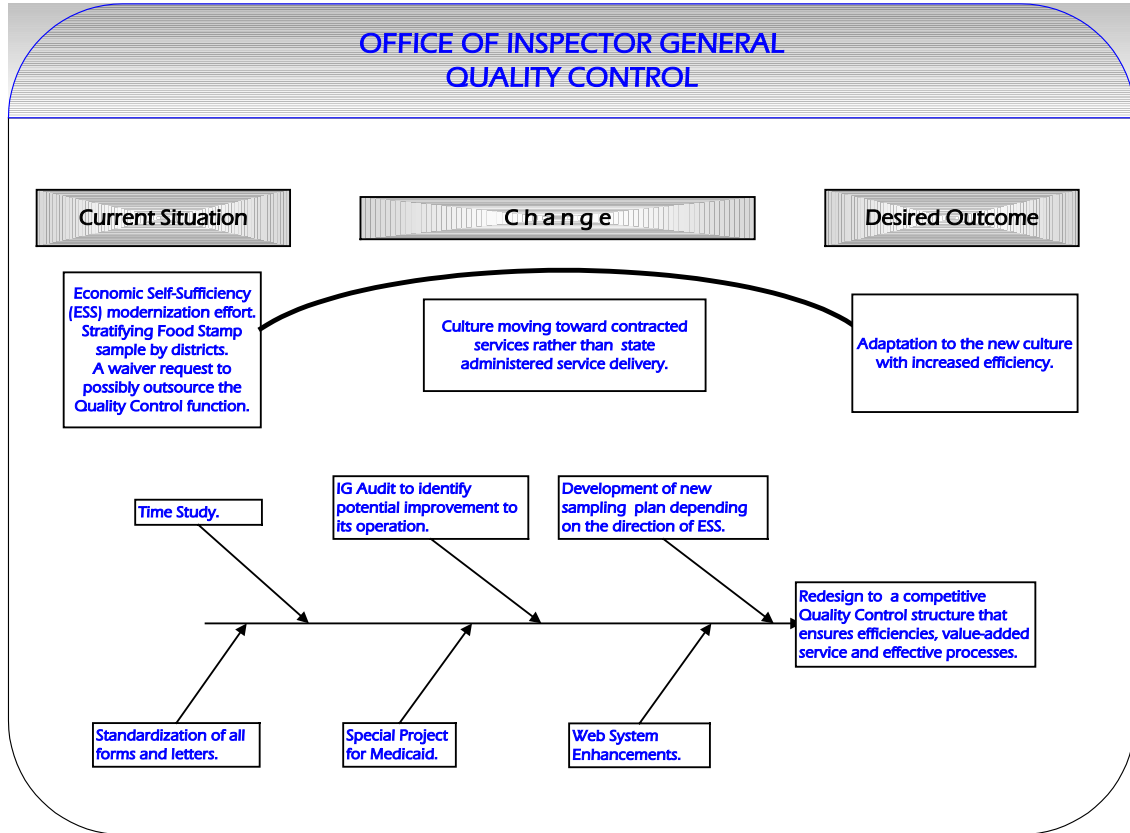 OFFICE OF INSPECTOR GENERAL
QUALITY CONTROL
Current Situation
C h a n g e
Desired Outcome
Economic Self-Sufficiency
(ESS) modernization effort.
Stratifying Food Stamp
sample by districts.
A waiver request to
possibly outsource the
Quality Control function.
Culture moving toward contracted
services rather than state
administered service delivery.
Adaptation to the new culture
with increased efficiency.
Time Study.
IG Audit to identify
potential improvement to
its operation.
Development of new
sampling plan depending
on the direction of ESS.
Redesign to a competitive
Quality Control structure that
ensures efficiencies, value-added
service and effective processes.
Standardization of all
forms and letters.
Special Project
for Medicaid.
Web System
Enhancements.